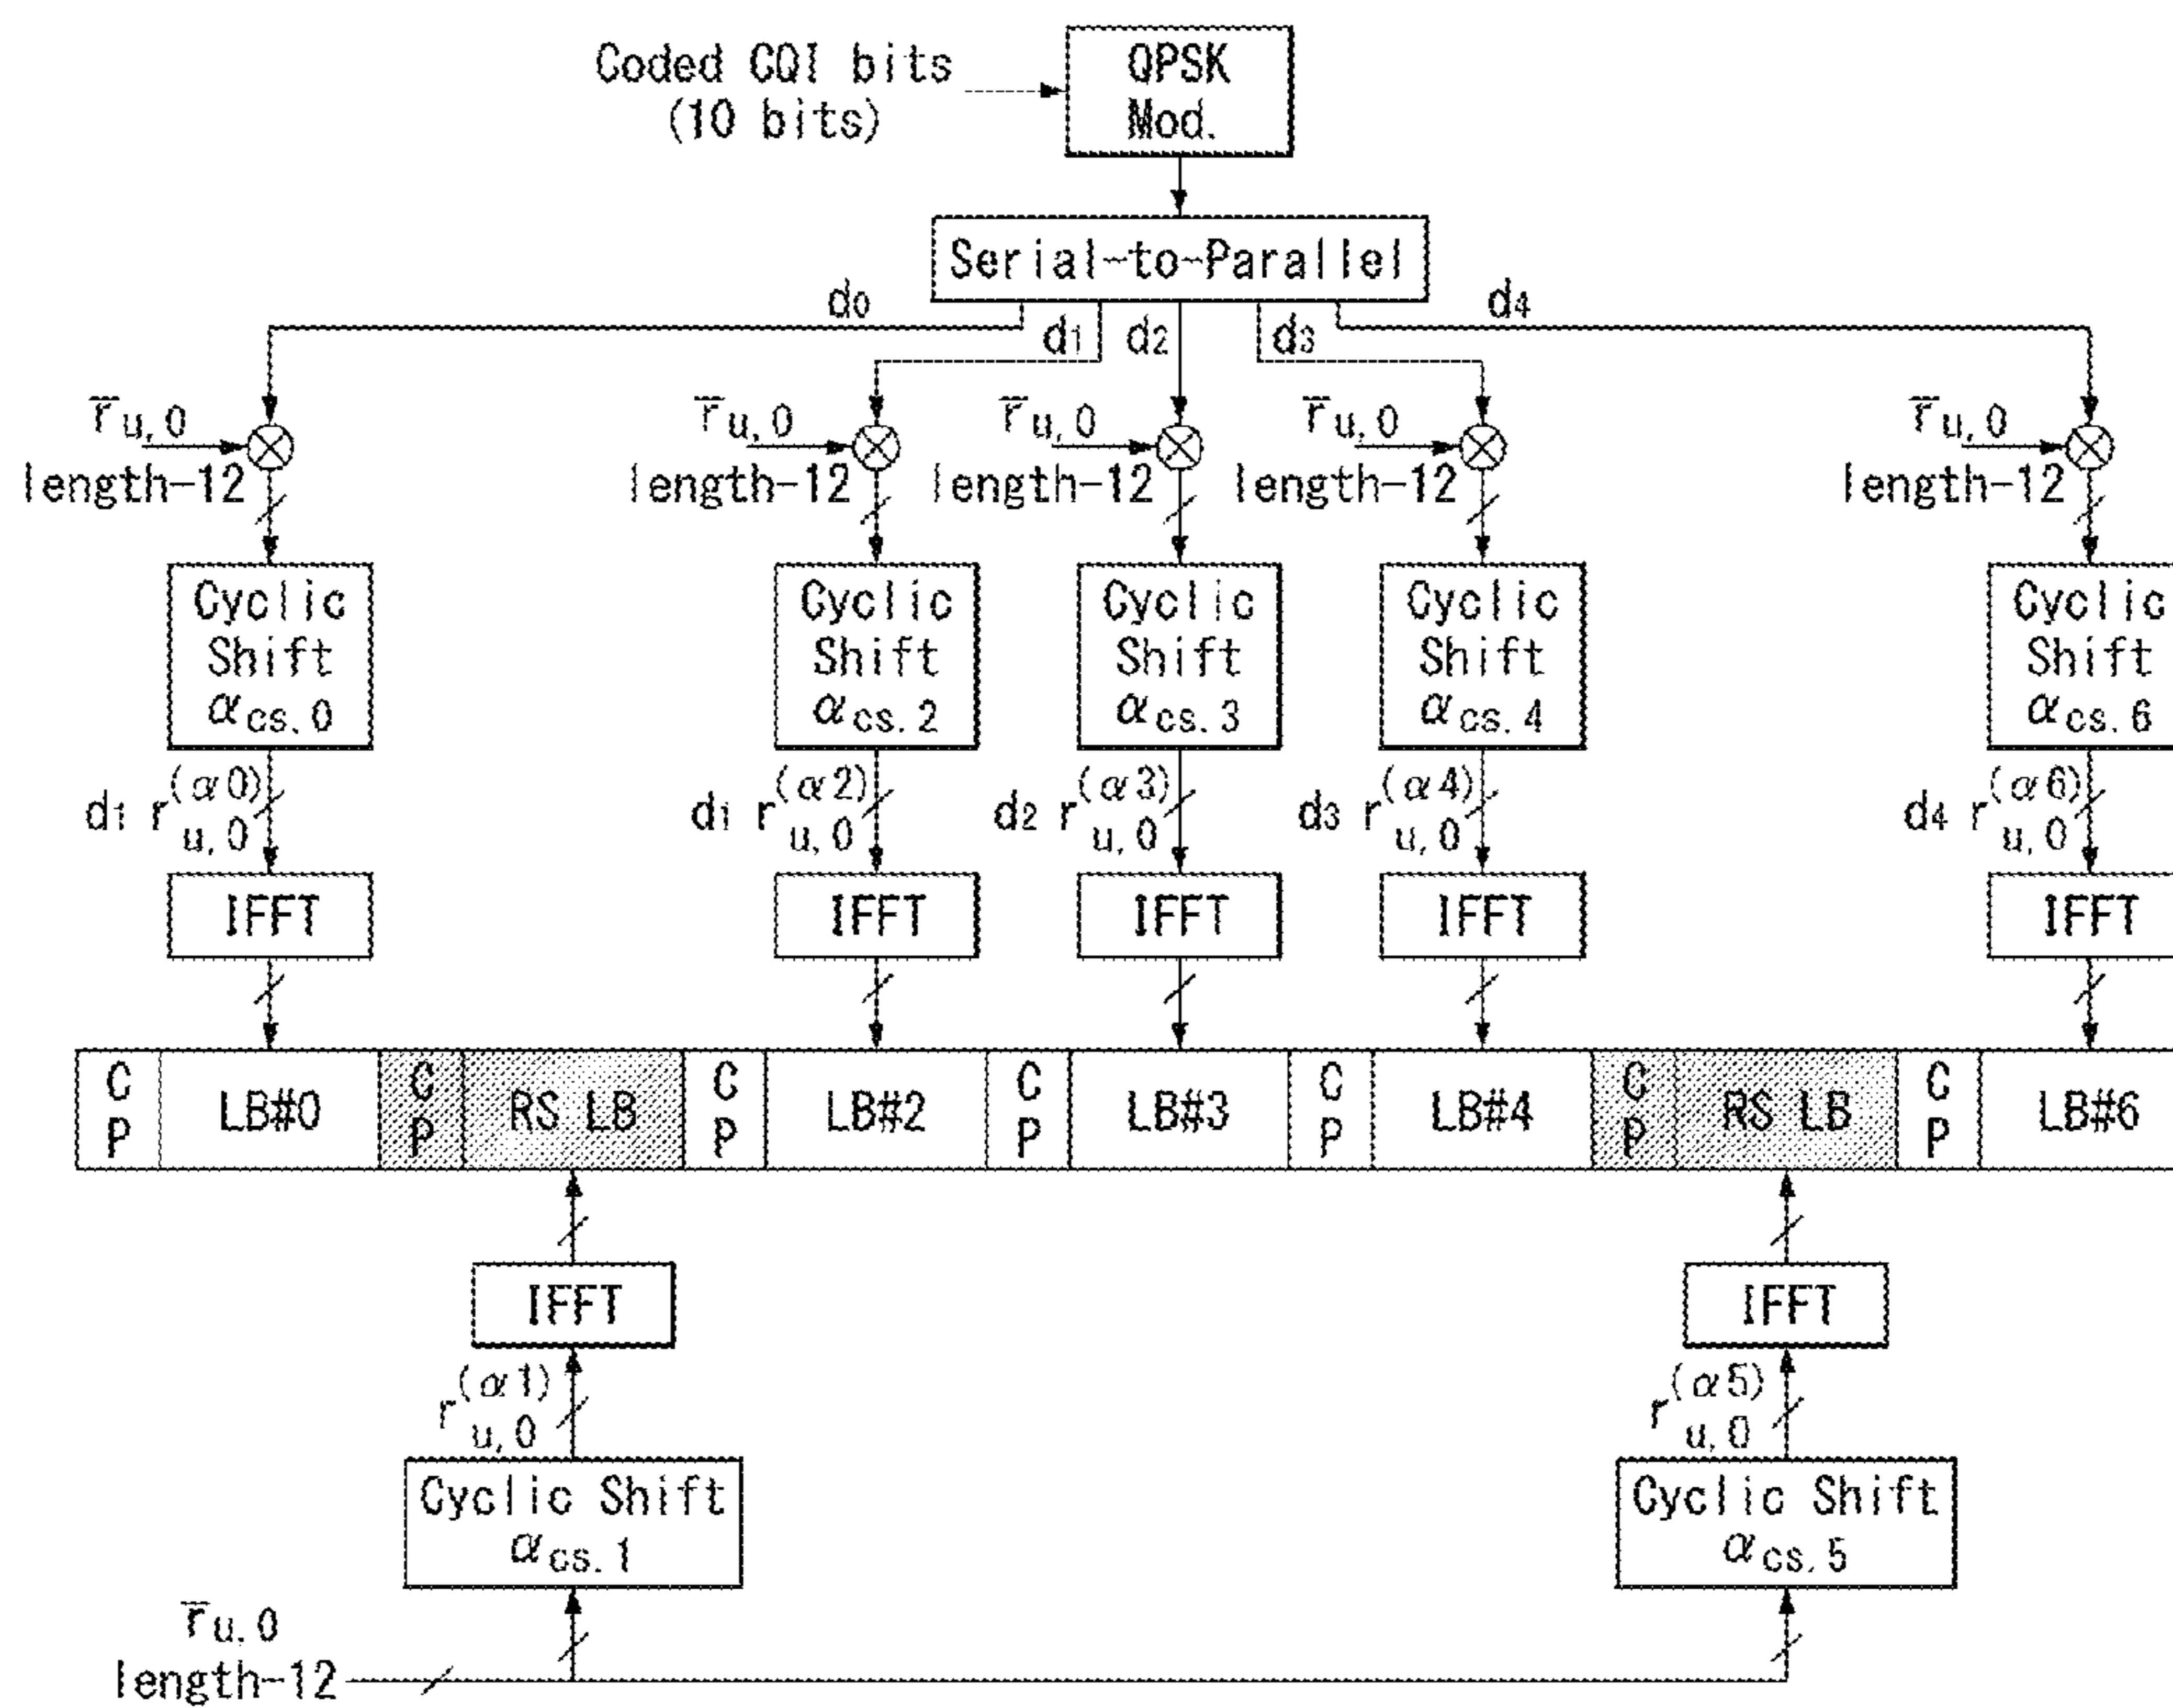 Coded CQI bits
(10 bits)
QPSK
Mod.
Serial-to-Parallel
d0
d1
d2
d3
d4
r̅u,0
length-12
r̅u,0
length-12
r̅u,0
length-12
r̅u,0
length-12
r̅u,0
length-12
Cyclic
Shift
αcs.0
Cyclic
Shift
αcs.2
Cyclic
Shift
αcs.3
Cyclic
Shift
αcs.4
Cyclic
Shift
αcs.6
d1 r(α0)u,0
d1 r(α2)u,0
d2 r(α3)u,0
d3 r(α4)u,0
d4 r(α6)u,0
IFFT
IFFT
IFFT
IFFT
IFFT
CP
LB#0
CP
RS LB
CP
LB#2
CP
LB#3
CP
LB#4
CP
RS LB
CP
LB#6
IFFT
IFFT
r(α1)u,0
r(α5)u,0
Cyclic Shift
αcs.1
Cyclic Shift
αcs.5
r̅u,0
length-12